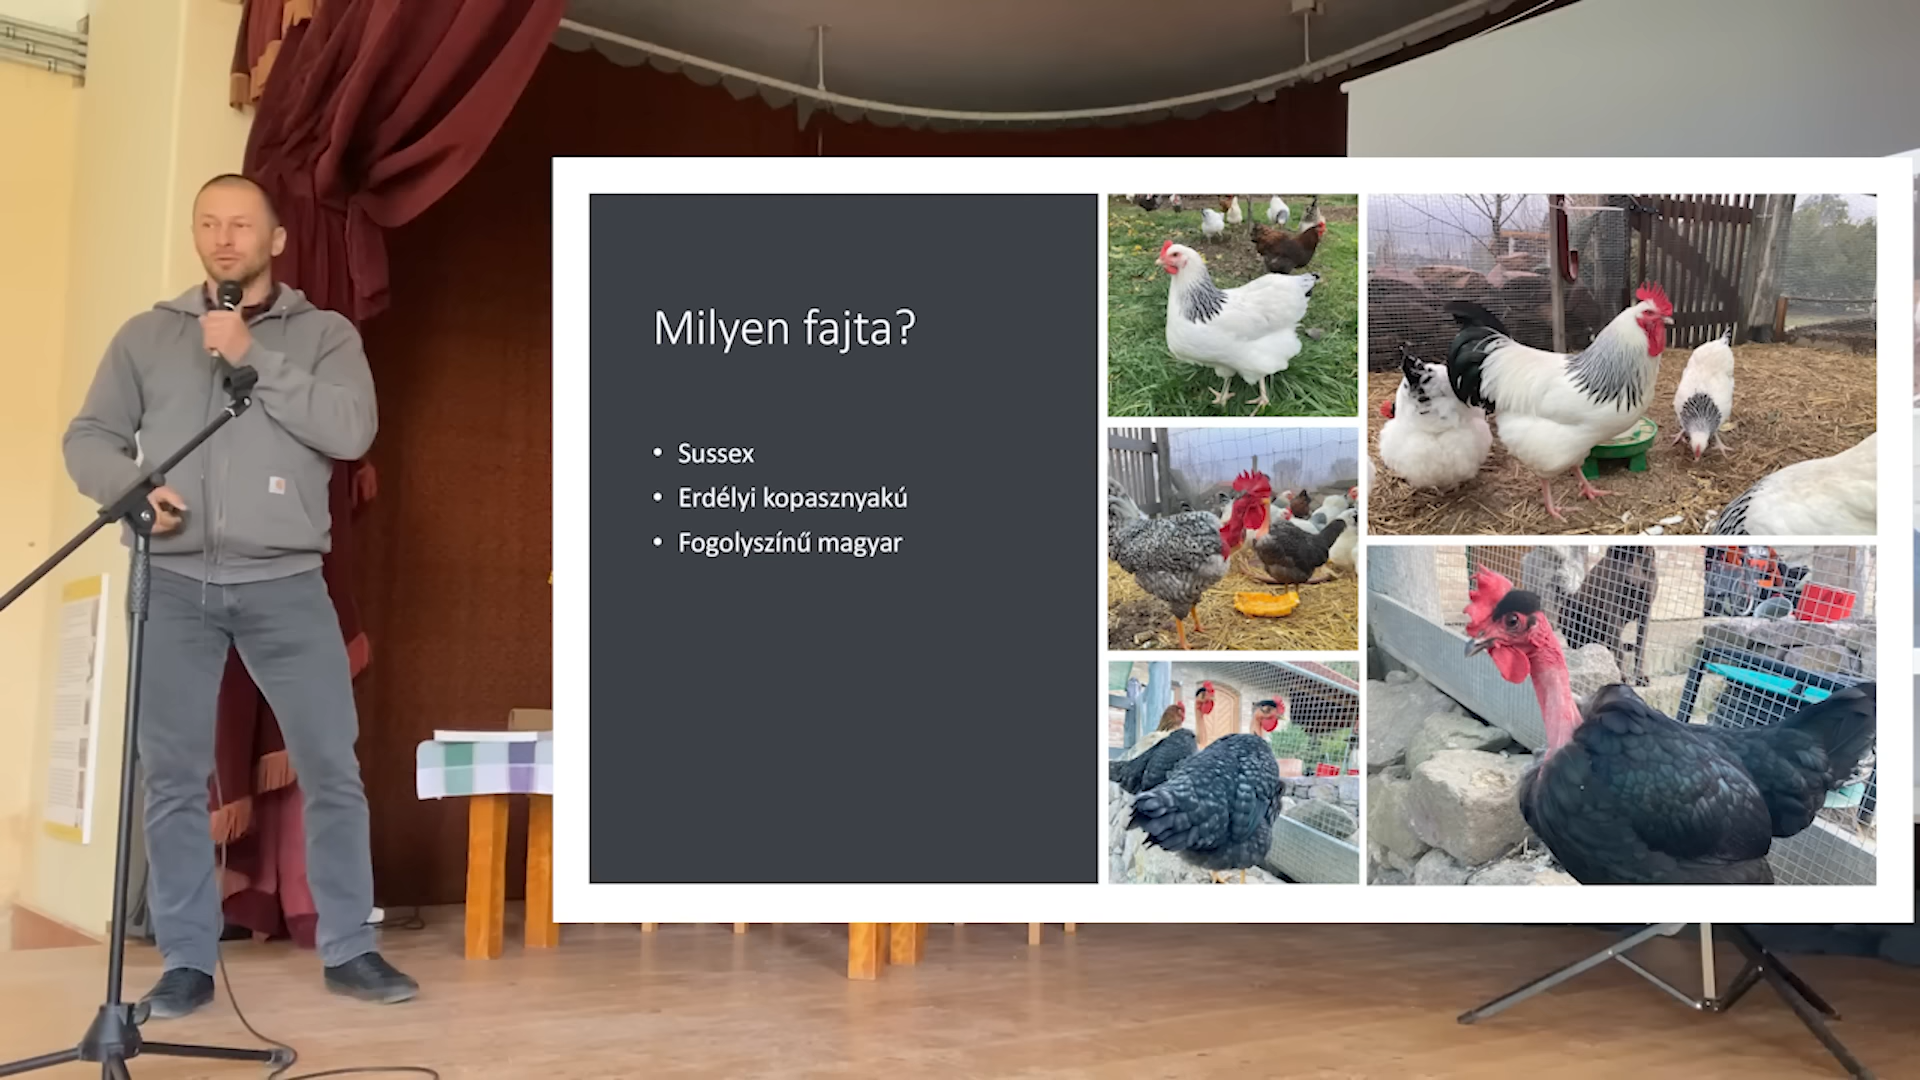 Milyen fajta?
• Sussex
• Erdélyi kopasznyakú
• Fogolyszínű magyar